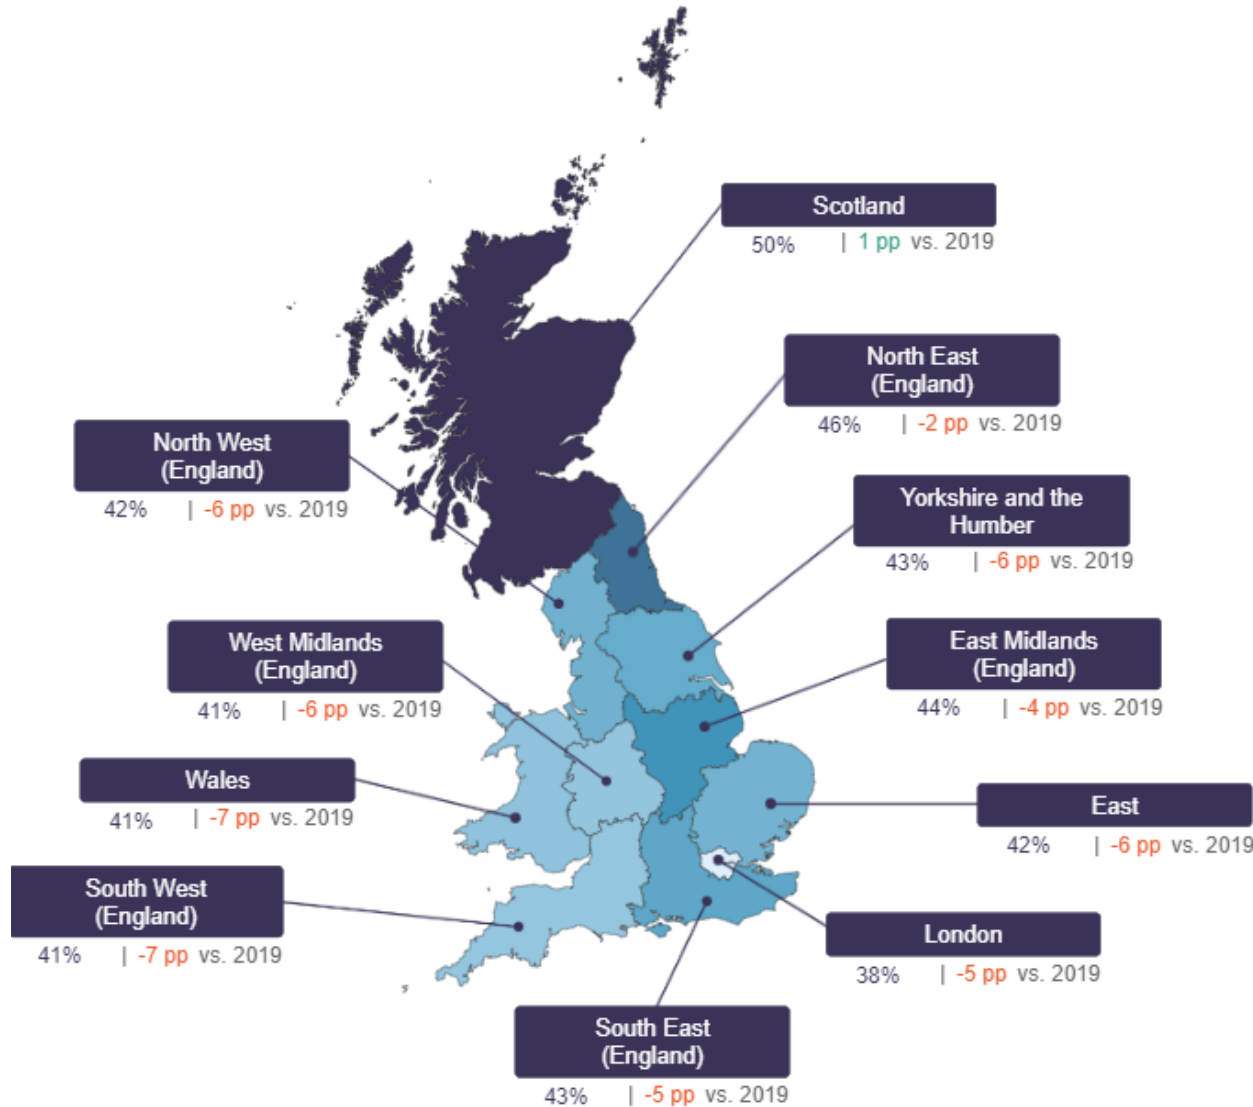 Scotland
50% | 1 pp vs. 2019
North East
(England)
46% | -2 pp vs. 2019
North West
(England)
42% | -6 pp vs. 2019
Yorkshire and the
Humber
43% | -6 pp vs. 2019
West Midlands
(England)
41% | -6 pp vs. 2019
East Midlands
(England)
44% | -4 pp vs. 2019
Wales
41% | -7 pp vs. 2019
East
42% | -6 pp vs. 2019
South West
(England)
41% | -7 pp vs. 2019
London
38% | -5 pp vs. 2019
South East
(England)
43% | -5 pp vs. 2019